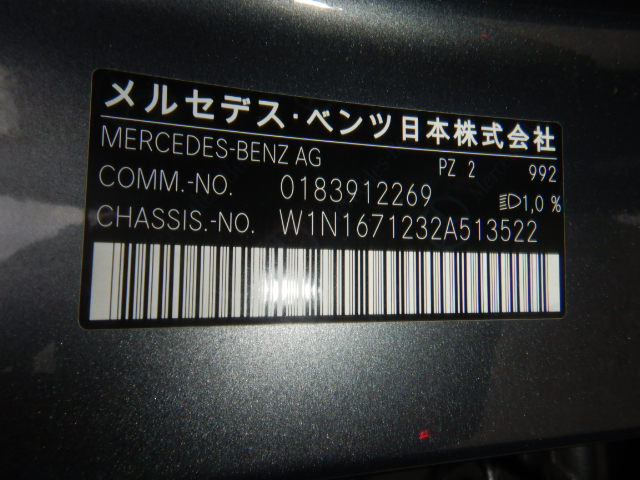 メルセデス・ベンツ日本株式会社
MERCEDES-BENZ AG PZ 2 992
COMM.-NO. 0183912269 1,0 %
CHASSIS.-NO. W1N1671232A513522